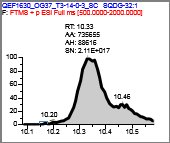 QEF1630_OG37_T3-14-0-3_SC SQDG-32:1
F: FTMS + p ESI Full ms [500.0000-2000.0000]
RT: 10.33
AA: 735655
AH: 88616
SN: 2.11E+017
100
80
60
40
20
0
10.20
10.46
10.1 10.2 10.3 10.4 10.5